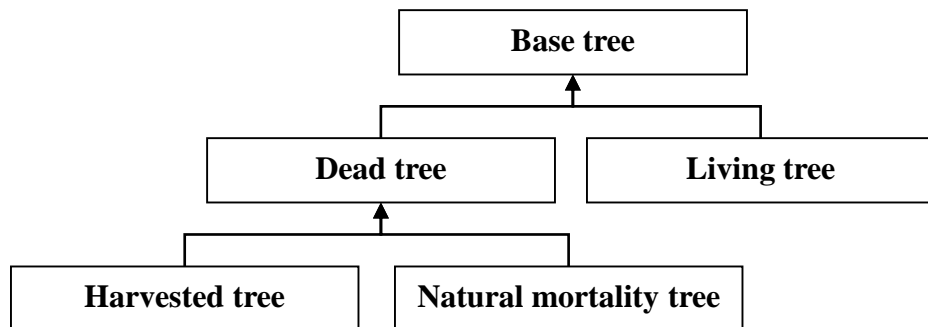 Base tree
Dead tree
Living tree
Harvested tree
Natural mortality tree